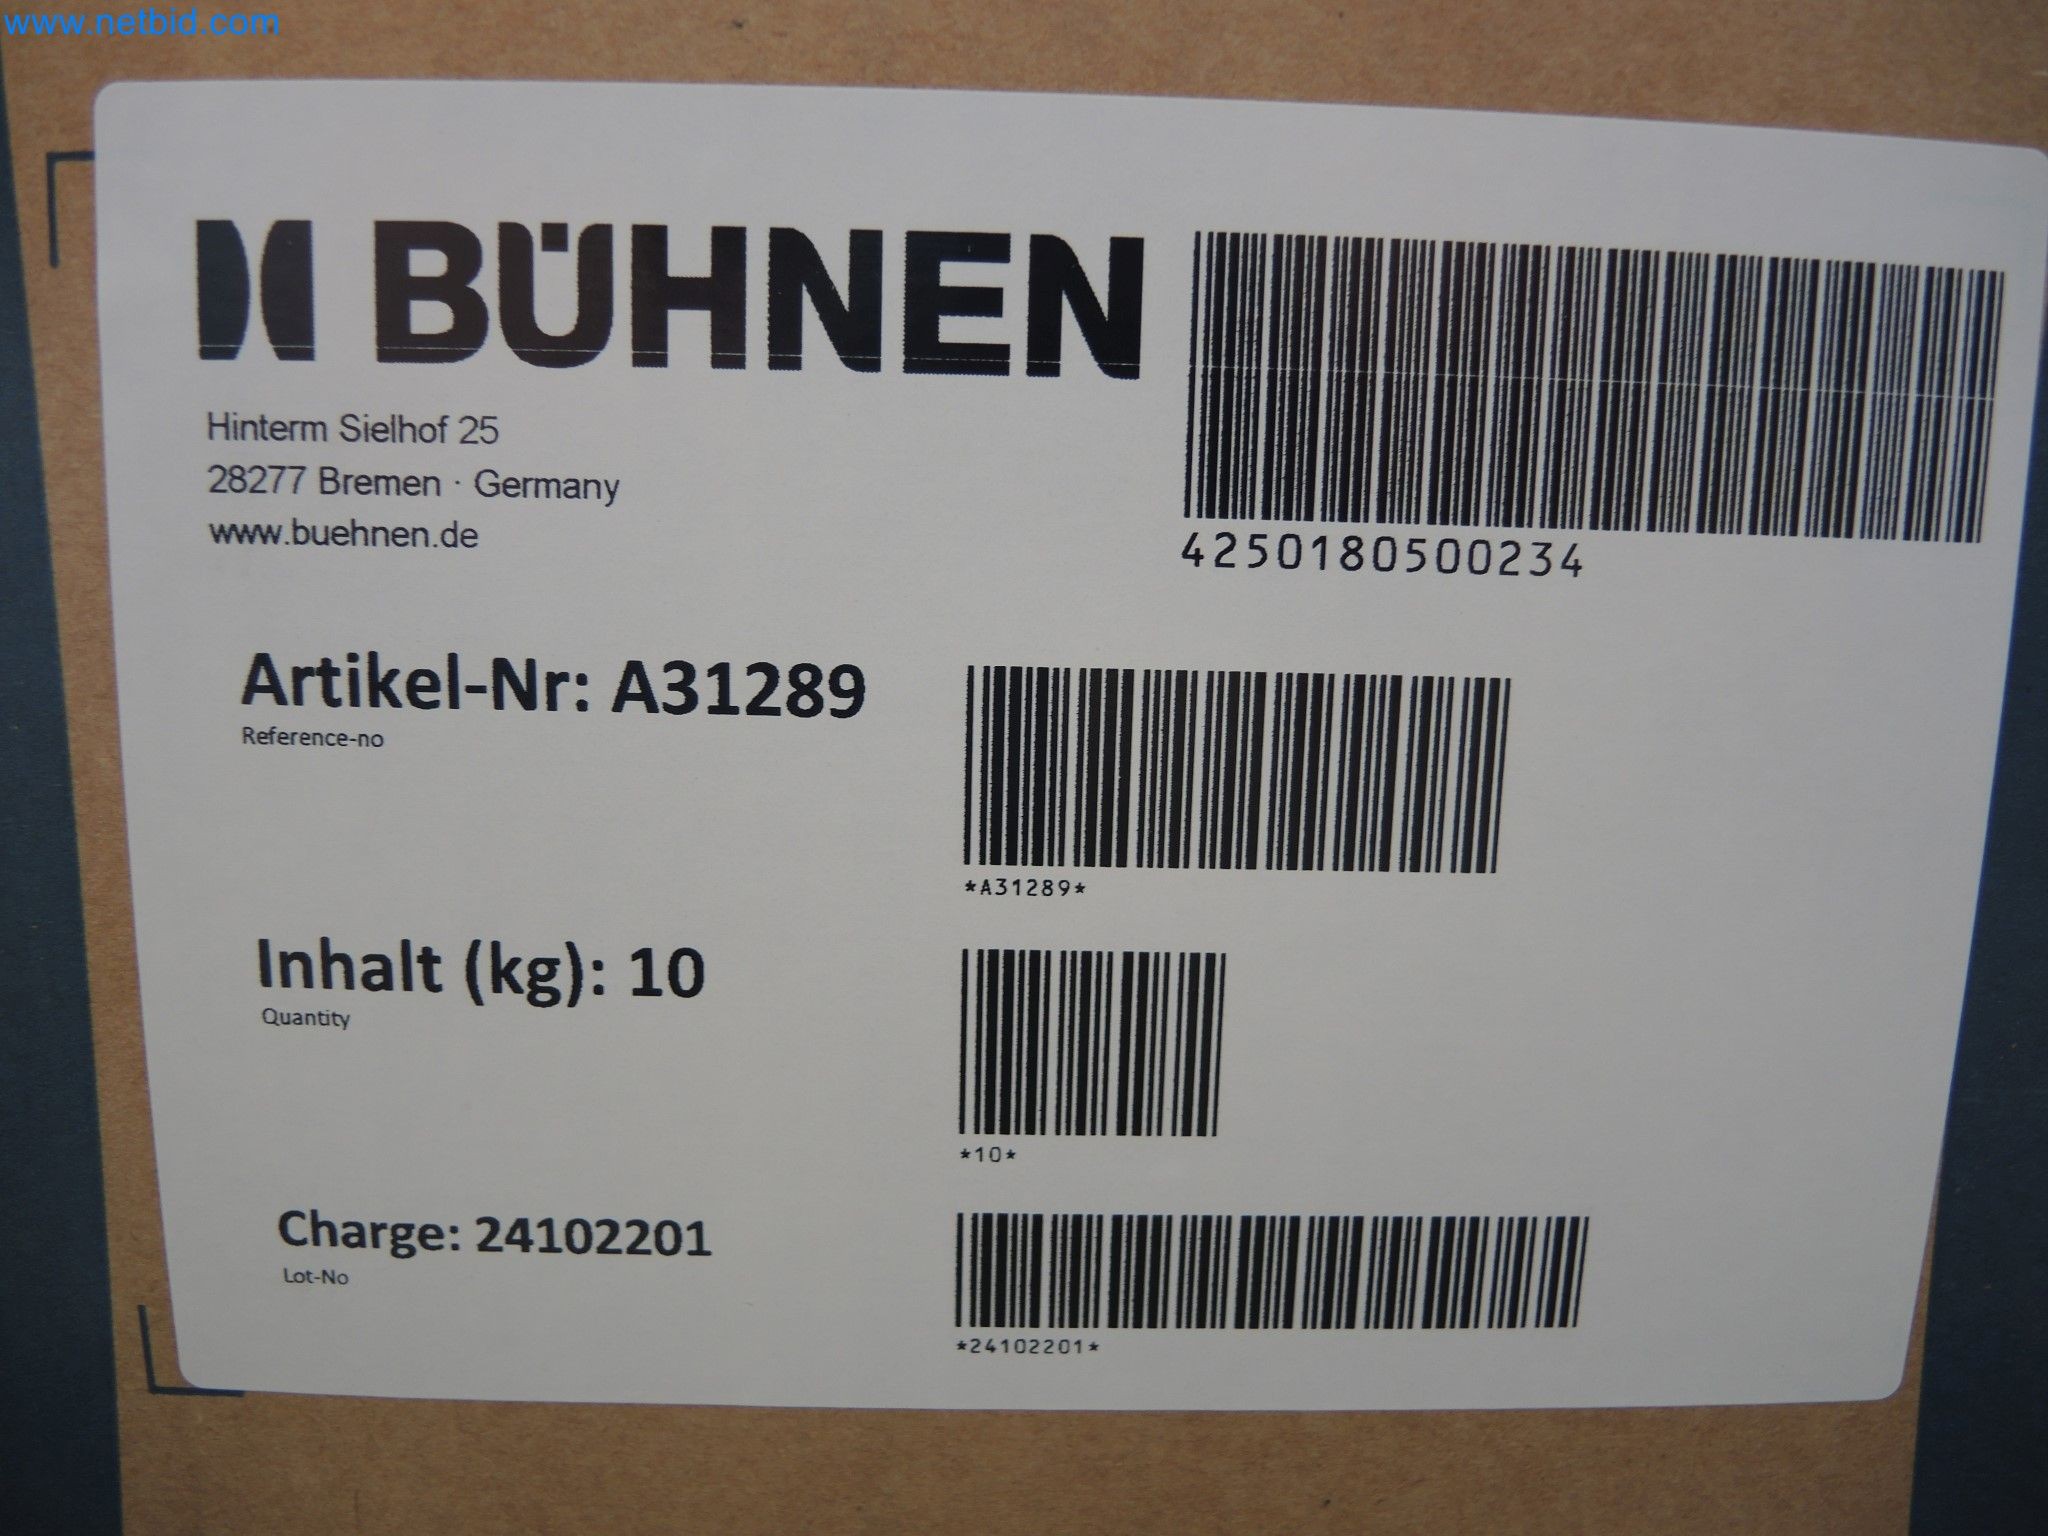 www.netbid.com
BÜHNEN
Hinterm Sielhof 25
28277 Bremen · Germany
www.buehnen.de
4250180500234
Artikel-Nr: A31289
Reference-no
*A31289*
Inhalt (kg): 10
Quantity
*10*
Charge: 24102201
Lot-No
*24102201*